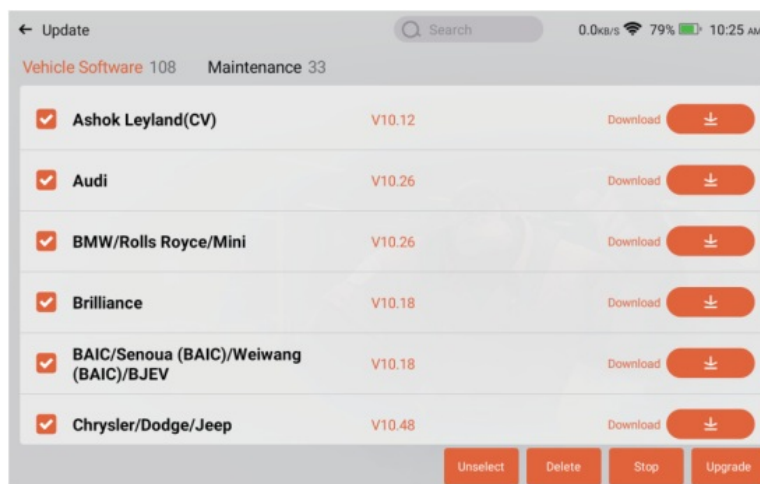 ← Update
Search
0.0KB/S 79% 10:25 AM
Vehicle Software 108 Maintenance 33
Ashok Leyland(CV) V10.12 Download
Audi V10.26 Download
BMW/Rolls Royce/Mini V10.26 Download
Brilliance V10.18 Download
BAIC/Senoua (BAIC)/Weiwang
(BAIC)/BJEV V10.18 Download
Chrysler/Dodge/Jeep V10.48 Download
Unselect Delete Stop Upgrade